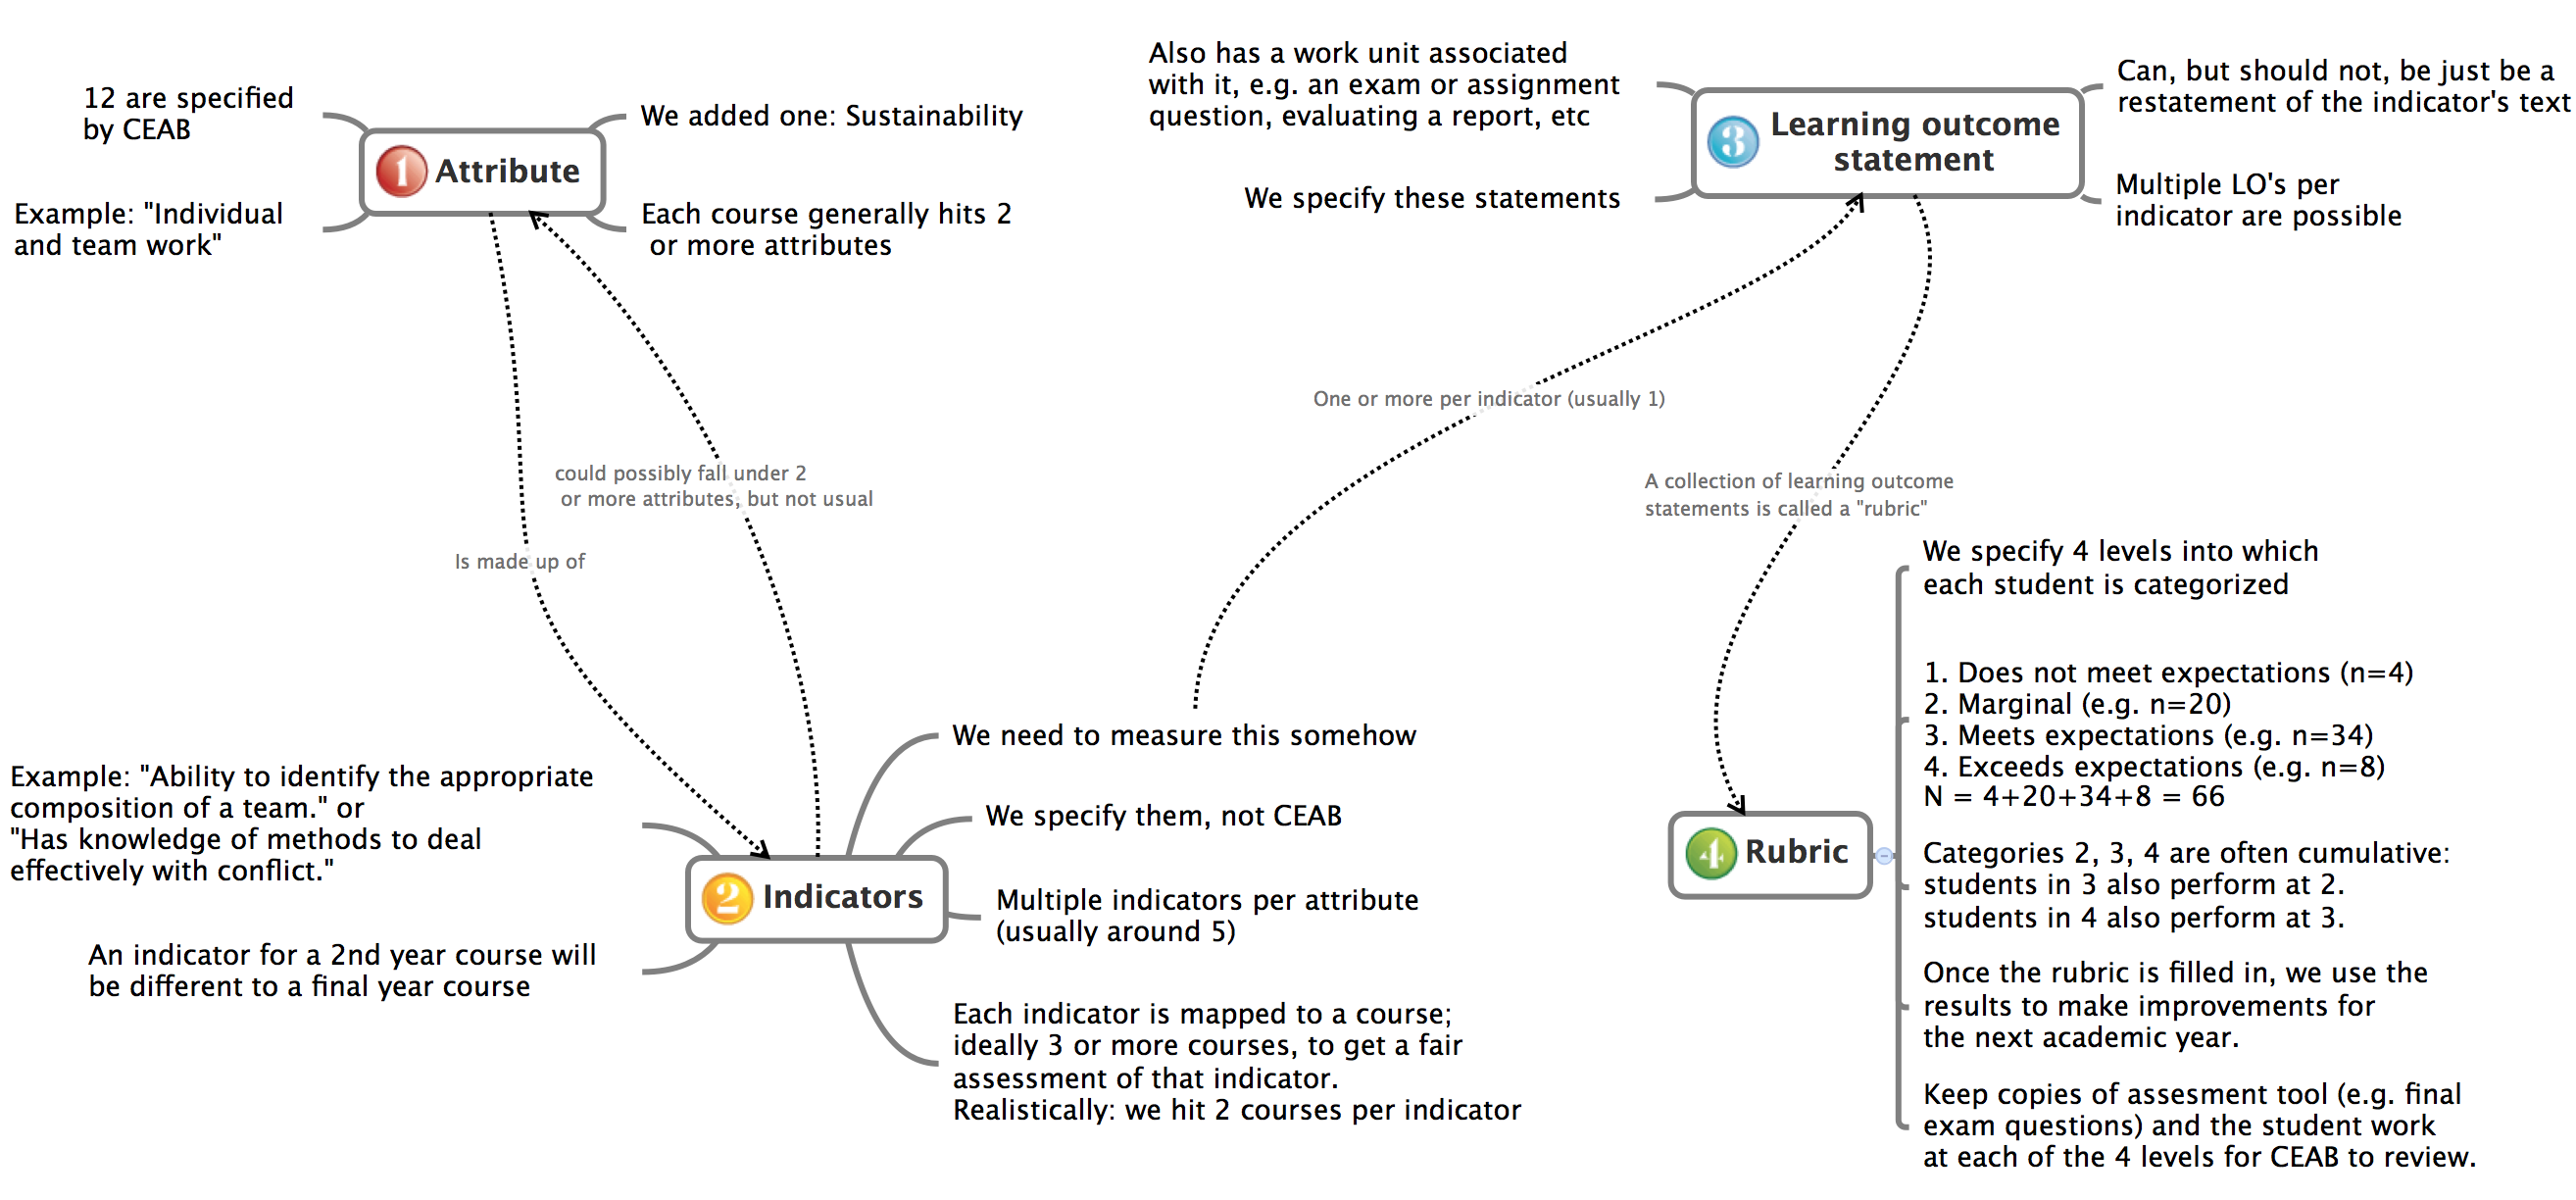 12 are specified
by CEAB
Example: "Individual
and team work"
1 Attribute
We added one: Sustainability
Each course generally hits 2
or more attributes
Also has a work unit associated
with it, e.g. an exam or assignment
question, evaluating a report, etc
We specify these statements
3 Learning outcome
statement
Can, but should not, be just be a
restatement of the indicator's text
Multiple LO's per
indicator are possible
Is made up of
could possibly fall under 2
or more attributes, but not usual
One or more per indicator (usually 1)
A collection of learning outcome
statements is called a "rubric"
Example: "Ability to identify the appropriate
composition of a team." or
"Has knowledge of methods to deal
effectively with conflict."
An indicator for a 2nd year course will
be different to a final year course
2 Indicators
We need to measure this somehow
We specify them, not CEAB
Multiple indicators per attribute
(usually around 5)
Each indicator is mapped to a course;
ideally 3 or more courses, to get a fair
assessment of that indicator.
Realistically: we hit 2 courses per indicator
4 Rubric
We specify 4 levels into which
each student is categorized
1. Does not meet expectations (n=4)
2. Marginal (e.g. n=20)
3. Meets expectations (e.g. n=34)
4. Exceeds expectations (e.g. n=8)
N = 4+20+34+8 = 66
Categories 2, 3, 4 are often cumulative:
students in 3 also perform at 2.
students in 4 also perform at 3.
Once the rubric is filled in, we use the
results to make improvements for
the next academic year.
Keep copies of assesment tool (e.g. final
exam questions) and the student work
at each of the 4 levels for CEAB to review.